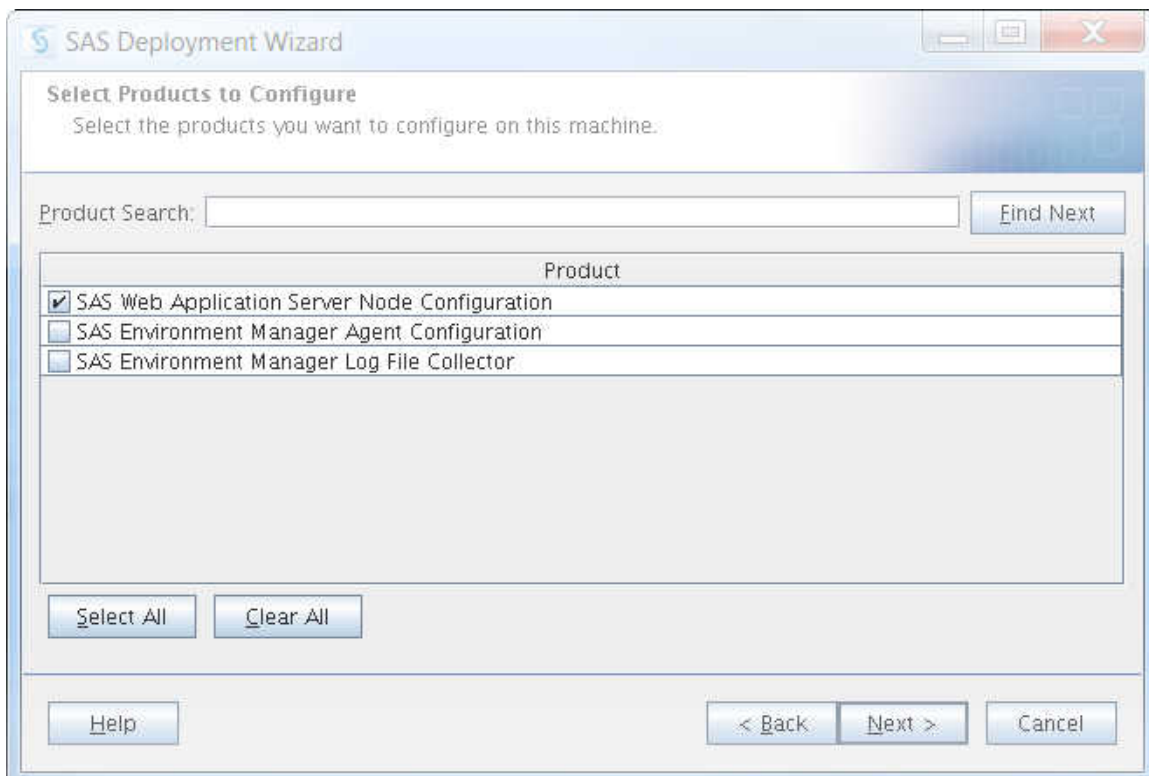 SAS Deployment Wizard
Select Products to Configure
Select the products you want to configure on this machine.
Product Search:
Find Next
Product
SAS Web Application Server Node Configuration
SAS Environment Manager Agent Configuration
SAS Environment Manager Log File Collector
Select All
Clear All
Help
< Back
Next >
Cancel